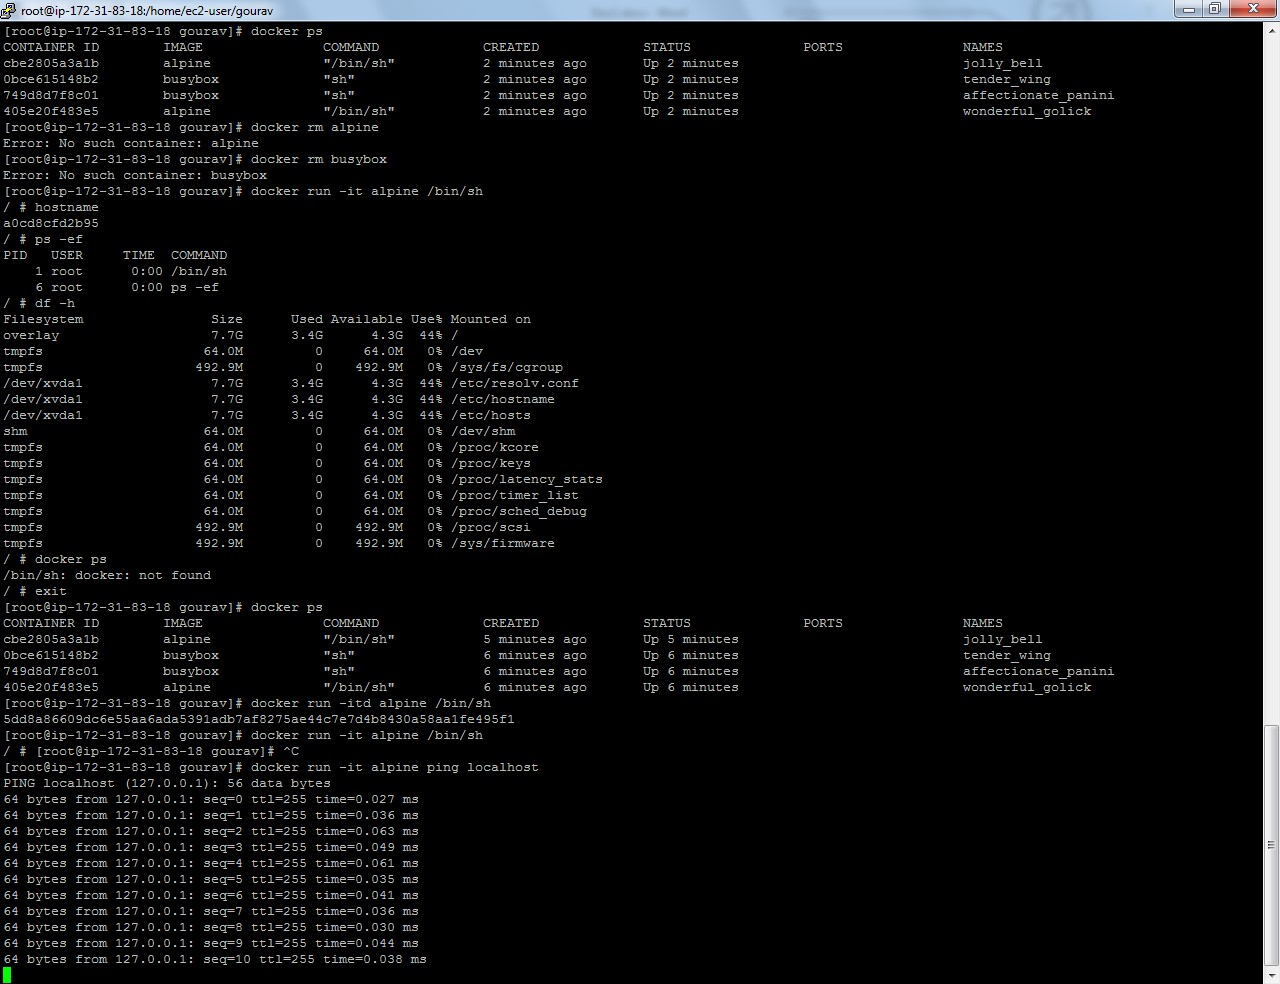 root@ip-172-31-83-18:/home/ec2-user/gourav
[root@ip-172-31-83-18 gourav]# docker ps
CONTAINER ID        IMAGE               COMMAND             CREATED             STATUS              PORTS               NAMES
cbe2805a3a1b        alpine              "/bin/sh"           2 minutes ago       Up 2 minutes                            jolly_bell
0bce615148b2        busybox             "sh"                2 minutes ago       Up 2 minutes                            tender_wing
749d8d7f8c01        busybox             "sh"                2 minutes ago       Up 2 minutes                            affectionate_panini
405e20f483e5        alpine              "/bin/sh"           2 minutes ago       Up 2 minutes                            wonderful_golick
[root@ip-172-31-83-18 gourav]# docker rm alpine
Error: No such container: alpine
[root@ip-172-31-83-18 gourav]# docker rm busybox
Error: No such container: busybox
[root@ip-172-31-83-18 gourav]# docker run -it alpine /bin/sh
/ # hostname
a0cd8cfd2b95
/ # ps -ef
PID   USER     TIME  COMMAND
    1 root      0:00 /bin/sh
    6 root      0:00 ps -ef
/ # df -h
Filesystem                Size      Used Available Use% Mounted on
overlay                   7.7G      3.4G      4.3G  44% /
tmpfs                    64.0M         0     64.0M   0% /dev
tmpfs                   492.9M         0    492.9M   0% /sys/fs/cgroup
/dev/xvda1                7.7G      3.4G      4.3G  44% /etc/resolv.conf
/dev/xvda1                7.7G      3.4G      4.3G  44% /etc/hostname
/dev/xvda1                7.7G      3.4G      4.3G  44% /etc/hosts
shm                      64.0M         0     64.0M   0% /dev/shm
tmpfs                    64.0M         0     64.0M   0% /proc/kcore
tmpfs                    64.0M         0     64.0M   0% /proc/keys
tmpfs                    64.0M         0     64.0M   0% /proc/latency_stats
tmpfs                    64.0M         0     64.0M   0% /proc/timer_list
tmpfs                    64.0M         0     64.0M   0% /proc/sched_debug
tmpfs                   492.9M         0    492.9M   0% /proc/scsi
tmpfs                   492.9M         0    492.9M   0% /sys/firmware
/ # docker ps
/bin/sh: docker: not found
/ # exit
[root@ip-172-31-83-18 gourav]# docker ps
CONTAINER ID        IMAGE               COMMAND             CREATED             STATUS              PORTS               NAMES
cbe2805a3a1b        alpine              "/bin/sh"           5 minutes ago       Up 5 minutes                            jolly_bell
0bce615148b2        busybox             "sh"                6 minutes ago       Up 6 minutes                            tender_wing
749d8d7f8c01        busybox             "sh"                6 minutes ago       Up 6 minutes                            affectionate_panini
405e20f483e5        alpine              "/bin/sh"           6 minutes ago       Up 6 minutes                            wonderful_golick
[root@ip-172-31-83-18 gourav]# docker run -itd alpine /bin/sh
5dd8a86609dc6e55aa6ada5391adb7af8275ae44c7e7d4b8430a58aa1fe495f1
[root@ip-172-31-83-18 gourav]# docker run -it alpine /bin/sh
/ # [root@ip-172-31-83-18 gourav]# ^C
[root@ip-172-31-83-18 gourav]# docker run -it alpine ping localhost
PING localhost (127.0.0.1): 56 data bytes
64 bytes from 127.0.0.1: seq=0 ttl=255 time=0.027 ms
64 bytes from 127.0.0.1: seq=1 ttl=255 time=0.036 ms
64 bytes from 127.0.0.1: seq=2 ttl=255 time=0.063 ms
64 bytes from 127.0.0.1: seq=3 ttl=255 time=0.049 ms
64 bytes from 127.0.0.1: seq=4 ttl=255 time=0.061 ms
64 bytes from 127.0.0.1: seq=5 ttl=255 time=0.035 ms
64 bytes from 127.0.0.1: seq=6 ttl=255 time=0.041 ms
64 bytes from 127.0.0.1: seq=7 ttl=255 time=0.036 ms
64 bytes from 127.0.0.1: seq=8 ttl=255 time=0.030 ms
64 bytes from 127.0.0.1: seq=9 ttl=255 time=0.044 ms
64 bytes from 127.0.0.1: seq=10 ttl=255 time=0.038 ms